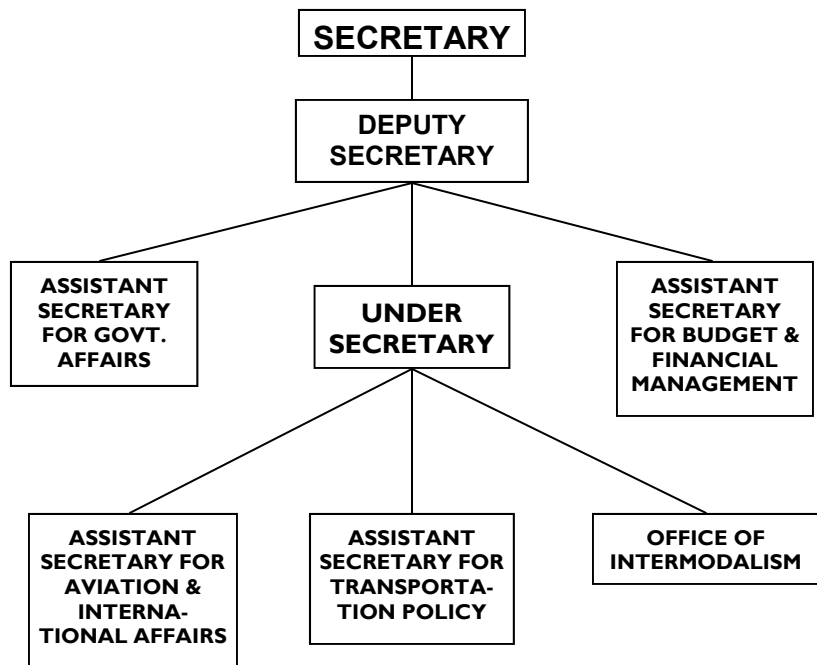 SECRETARY
DEPUTY
SECRETARY
ASSISTANT
SECRETARY
FOR GOVT.
AFFAIRS
UNDER
SECRETARY
ASSISTANT
SECRETARY
FOR BUDGET &
FINANCIAL
MANAGEMENT
ASSISTANT
SECRETARY FOR
AVIATION &
INTERNA-
TIONAL AFFAIRS
ASSISTANT
SECRETARY FOR
TRANSPORTA-
TION POLICY
OFFICE OF
INTERMODALISM